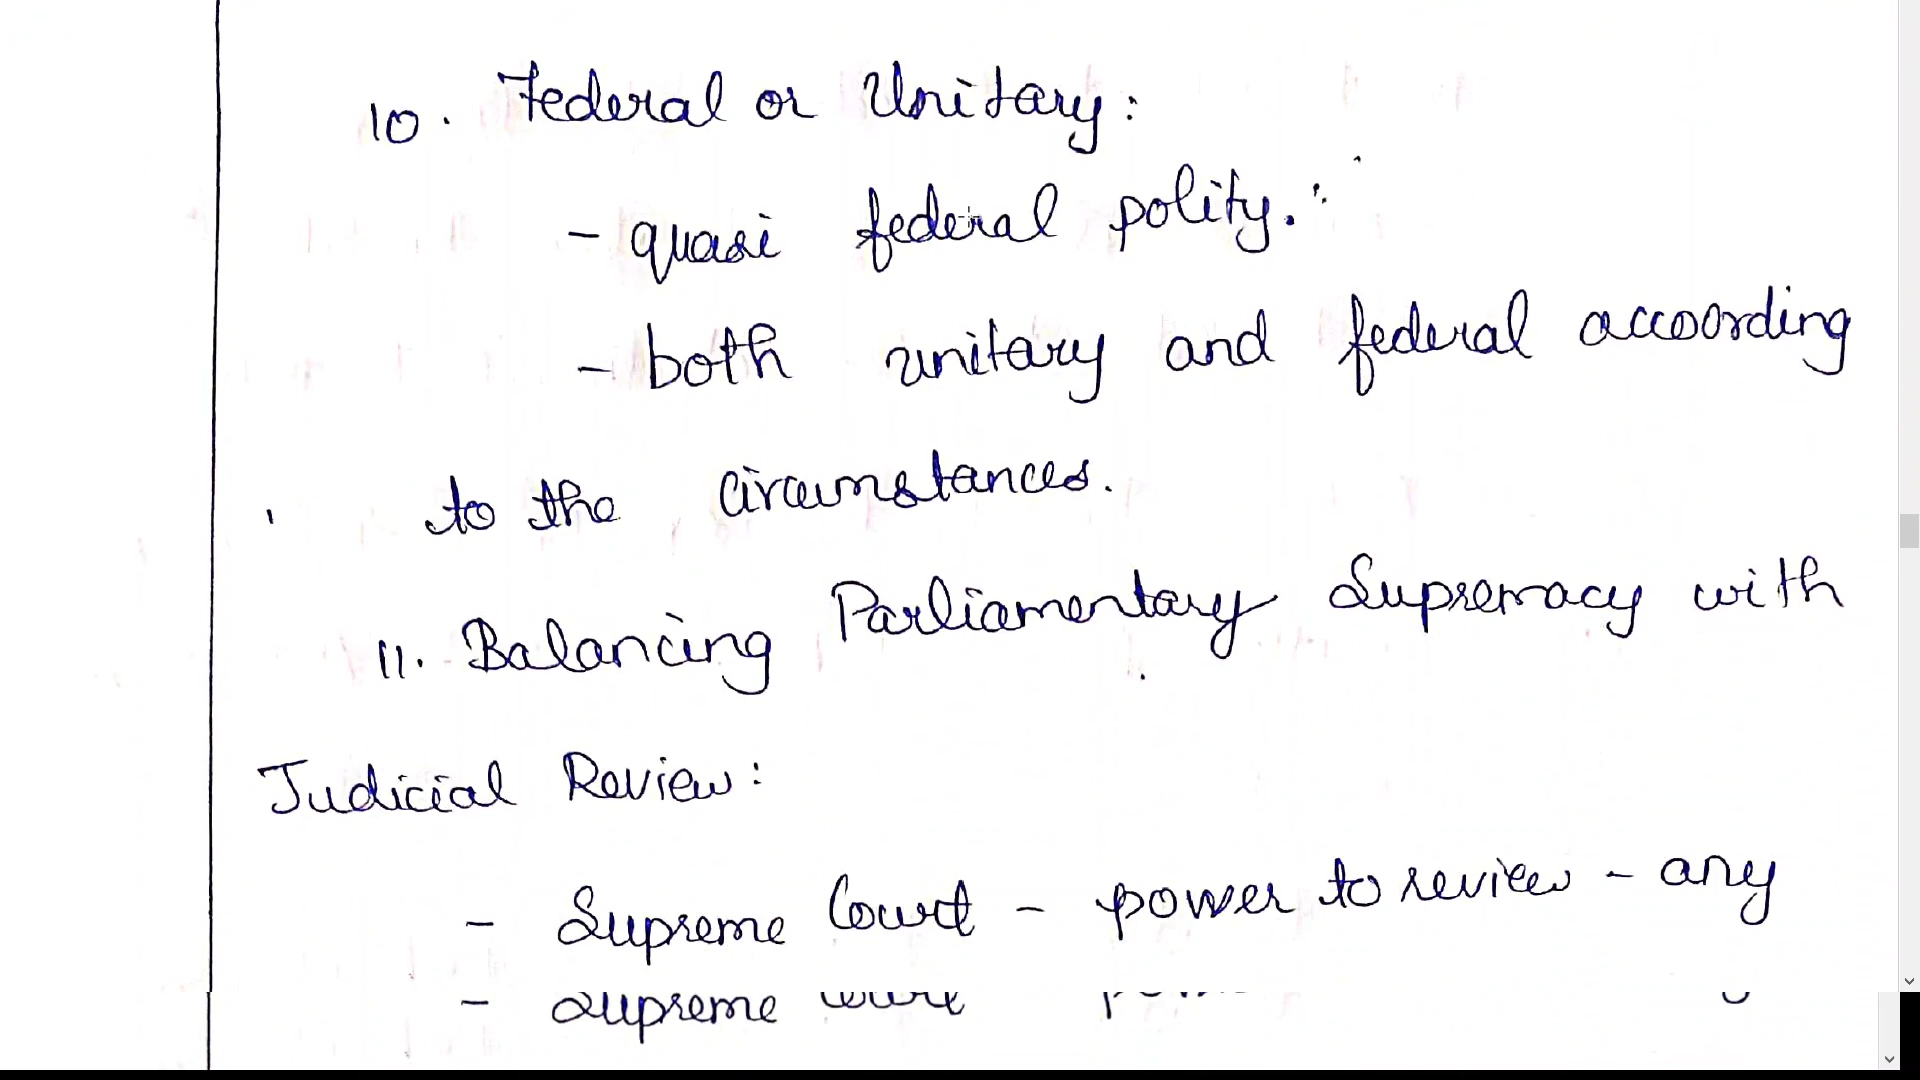 10. Federal or Unitary:
- quasi federal polity.
- both unitary and federal accoording
to the circumstances.
11. Balancing Parliamentary Supremacy with
Judicial Review:
- Supreme Court - power to review - any
- Supreme